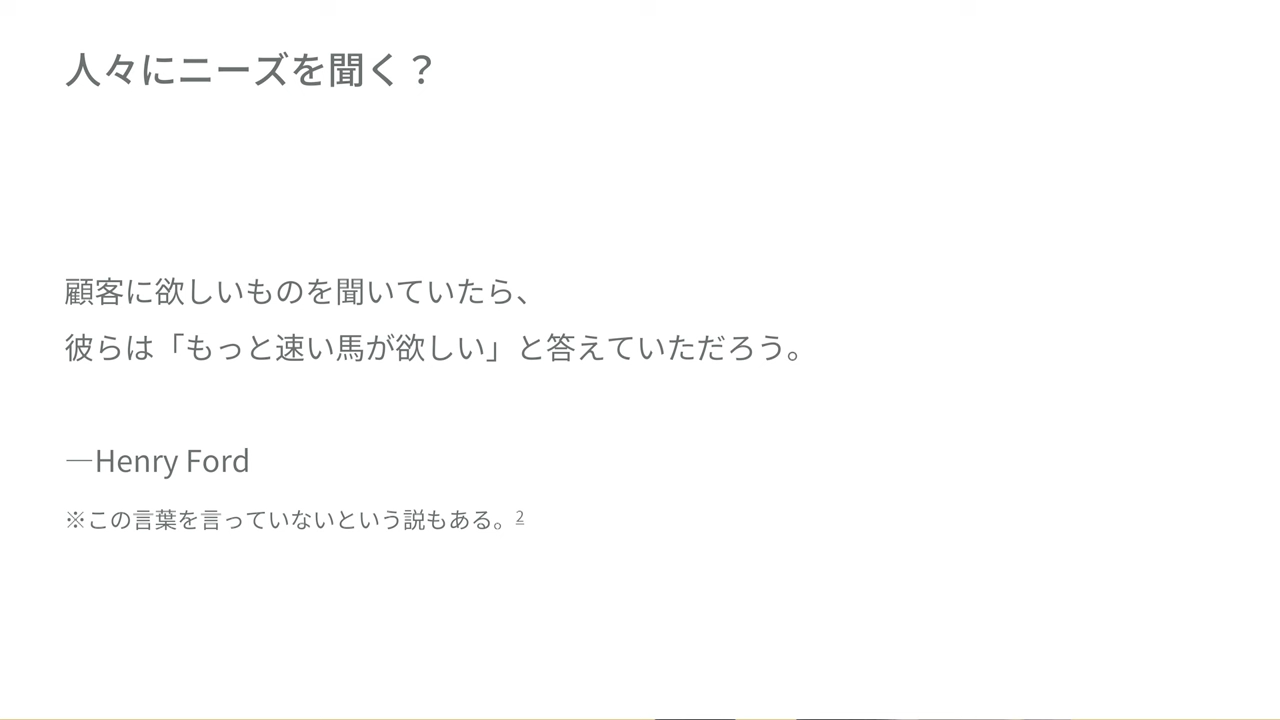 人々にニーズを聞く？
顧客に欲しいものを聞いていたら、
彼らは「もっと速い馬が欲しい」と答えていただろう。
―Henry Ford
※この言葉を言っていないという説もある。2